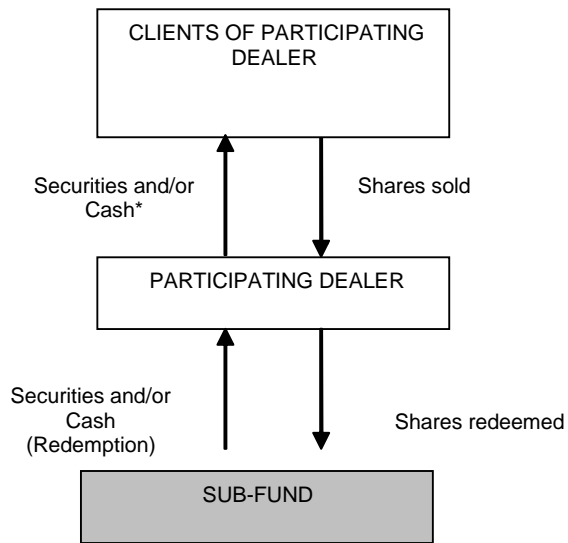 CLIENTS OF PARTICIPATING
DEALER
Securities and/or
Cash*
Shares sold
PARTICIPATING DEALER
Securities and/or
Cash
(Redemption)
Shares redeemed
SUB-FUND